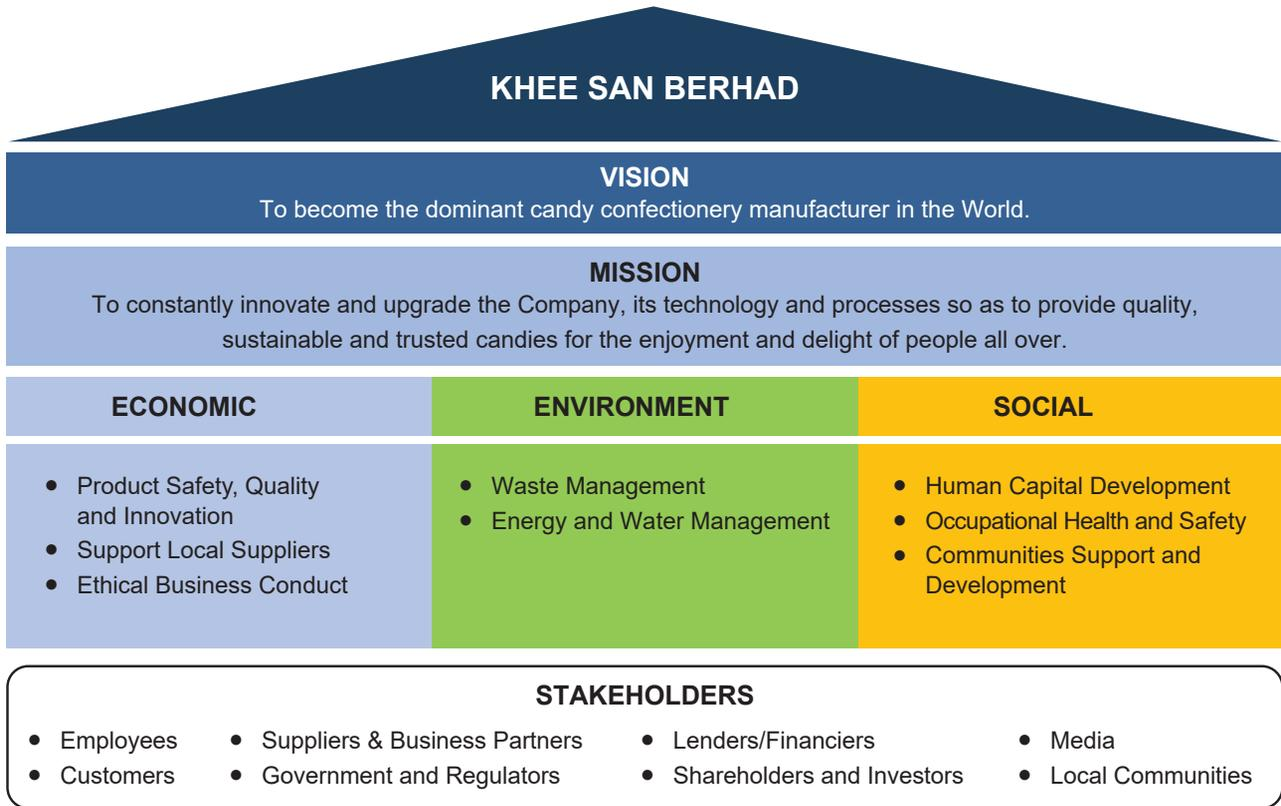 KHEE SAN BERHAD
VISION
To become the dominant candy confectionery manufacturer in the World.
MISSION
To constantly innovate and upgrade the Company, its technology and processes so as to provide quality,
sustainable and trusted candies for the enjoyment and delight of people all over.
ECONOMIC
● Product Safety, Quality
and Innovation
● Support Local Suppliers
● Ethical Business Conduct
ENVIRONMENT
● Waste Management
● Energy and Water Management
SOCIAL
● Human Capital Development
● Occupational Health and Safety
● Communities Support and
Development
STAKEHOLDERS
● Employees
● Customers
● Suppliers & Business Partners
● Government and Regulators
● Lenders/Financiers
● Shareholders and Investors
● Media
● Local Communities